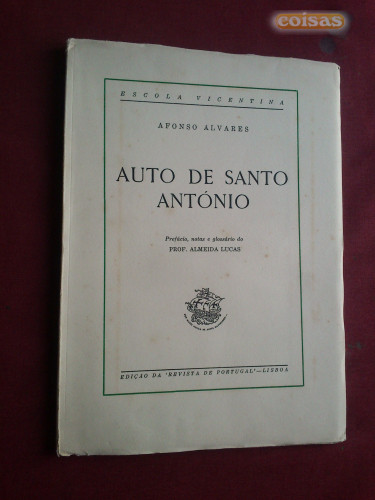 coisas
ESCOLA VICENTINA
AFONSO ÁLVARES
AUTO DE SANTO
ANTÓNIO
Prefácio, notas e glossário do
PROF. ALMEIDA LUCAS
EDIÇÃO DA "REVISTA DE PORTUGAL" — LISBOA